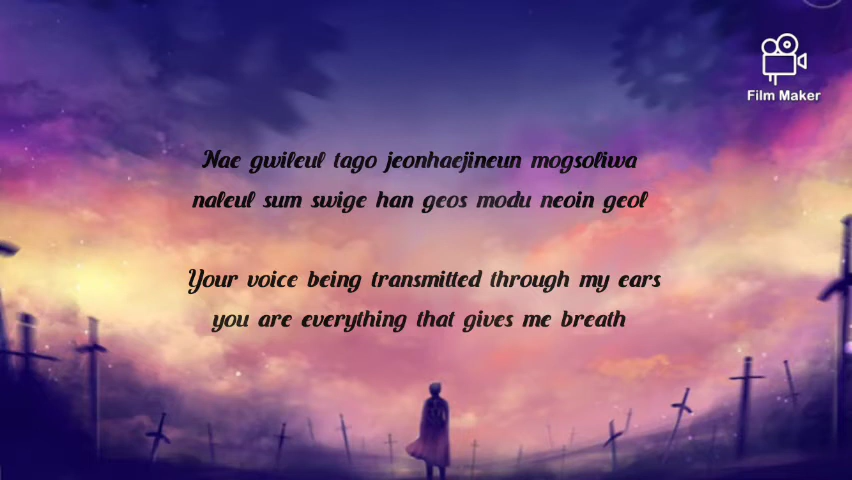 Film Maker
Nae gwileul tago jeonhaejineun mogsoliwa
naleul sum swige han geos modu neoin geol
Your voice being transmitted through my ears
you are everything that gives me breath